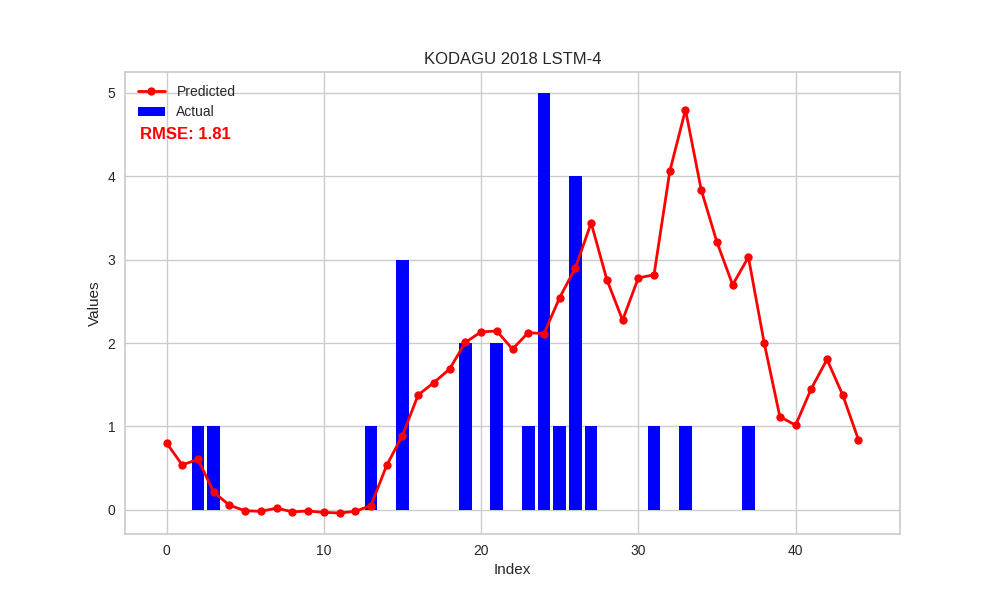 KODAGU 2018 LSTM-4
Predicted
Actual
RMSE: 1.81
5
4
3
2
1
0
Values
0 10 20 30 40
Index